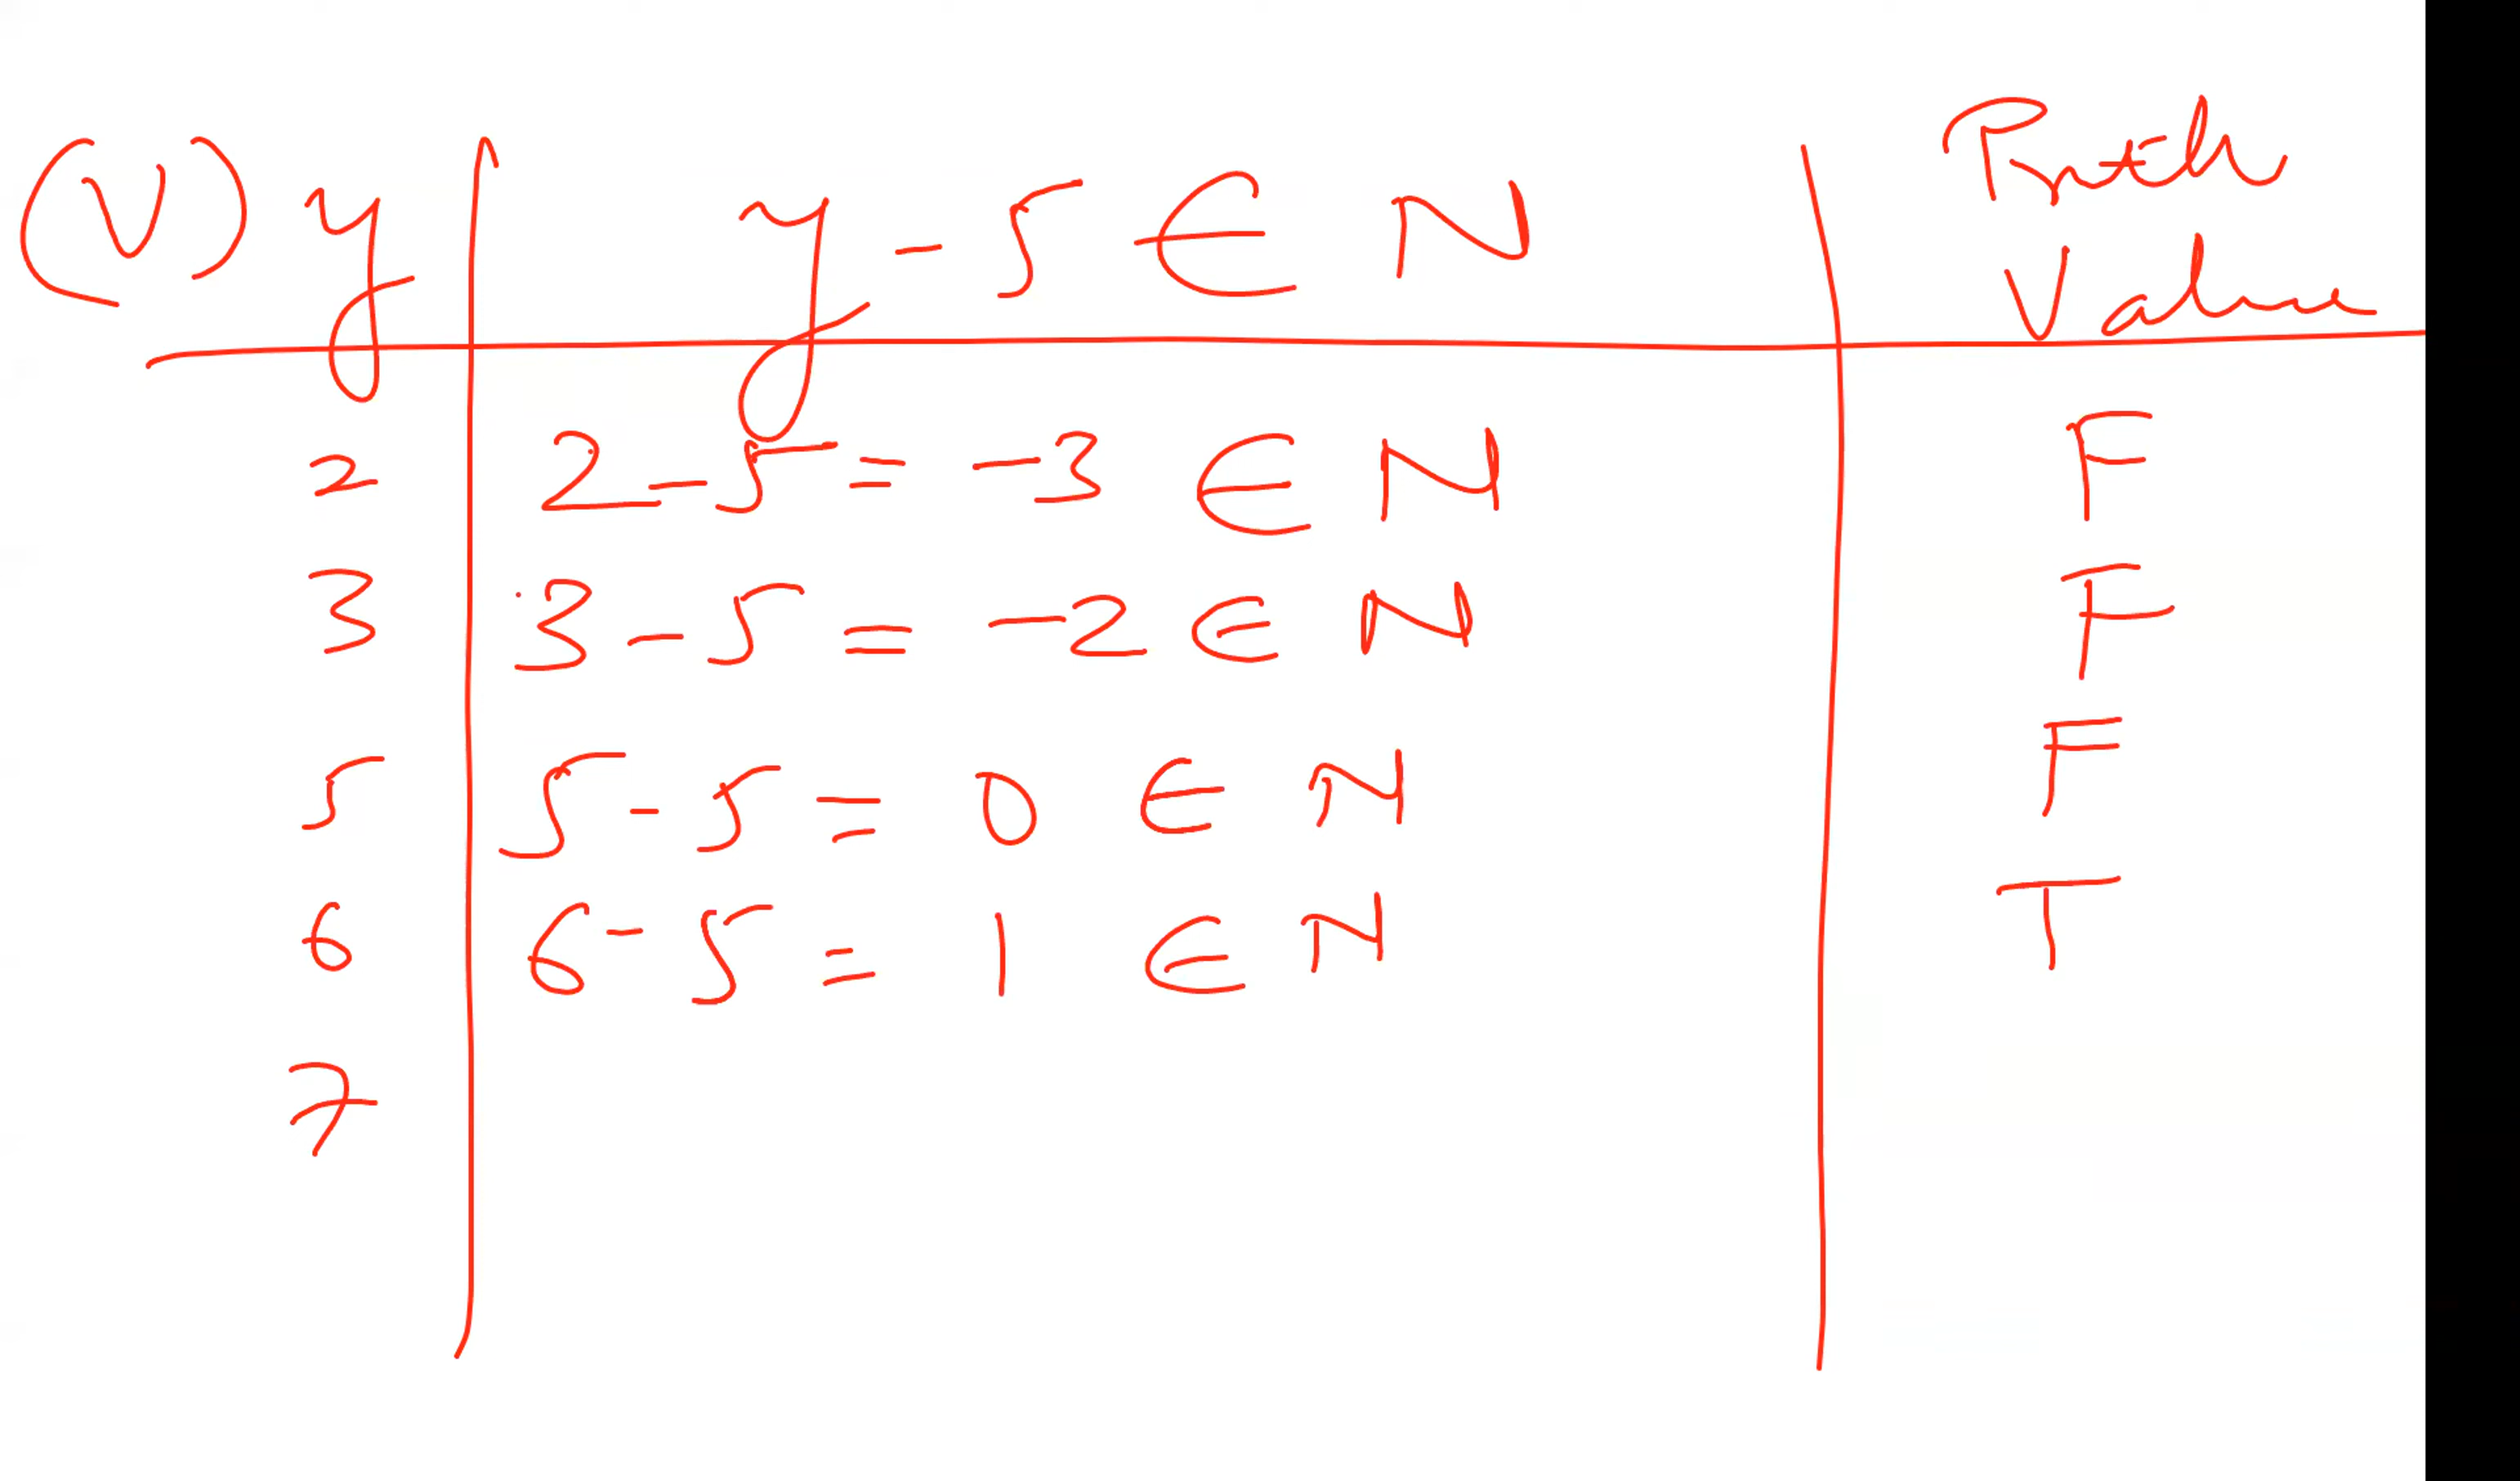 (V) y y - 5 ∈ N Truth Value
2 2 - 5 = -3 ∈ N F
3 3 - 5 = -2 ∈ N F
5 5 - 5 = 0 ∈ N F
6 6 - 5 = 1 ∈ N T
7